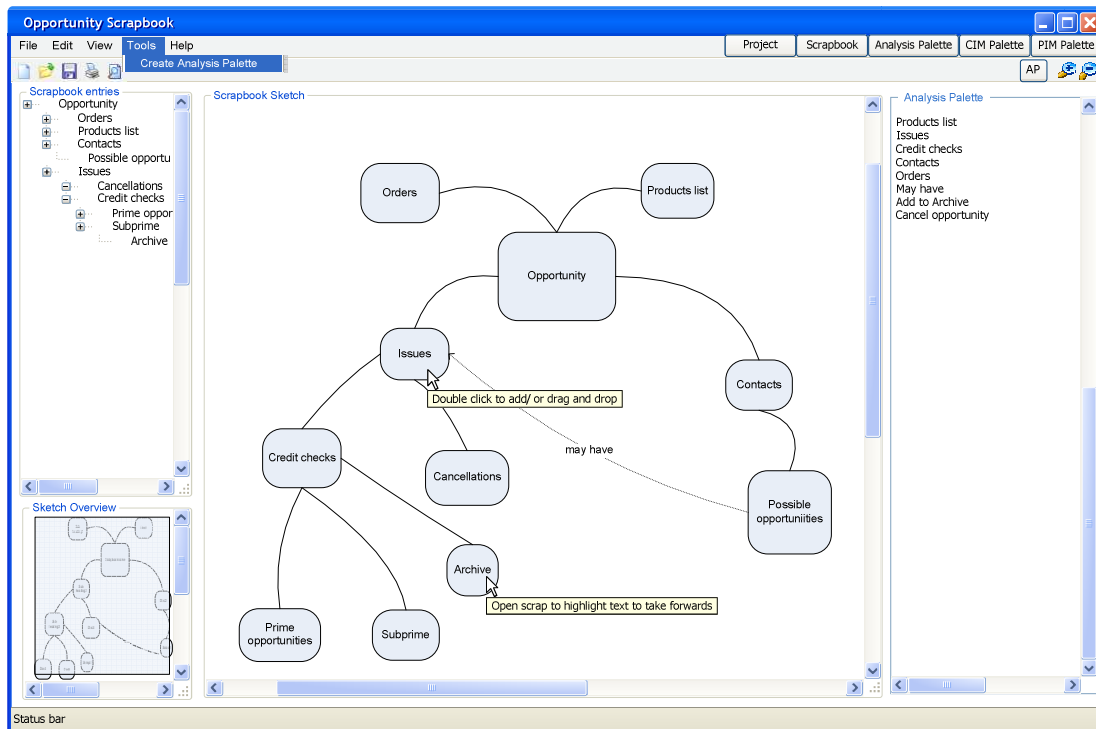 Opportunity Scrapbook
File Edit View Tools Help
Project Scrapbook Analysis Palette CIM Palette PIM Palette
Create Analysis Palette
AP
Scrapbook entries
Opportunity
Orders
Products list
Contacts
Possible opportu
Issues
Cancellations
Credit checks
Prime oppor
Subprime
Archive
Sketch Overview
Scrapbook Sketch
Orders
Products list
Opportunity
Issues
Double click to add/ or drag and drop
Contacts
may have
Credit checks
Cancellations
Possible
opportuniities
Archive
Open scrap to highlight text to take forwards
Prime
opportunities
Subprime
Analysis Palette
Products list
Issues
Credit checks
Contacts
Orders
May have
Add to Archive
Cancel opportunity
Status bar